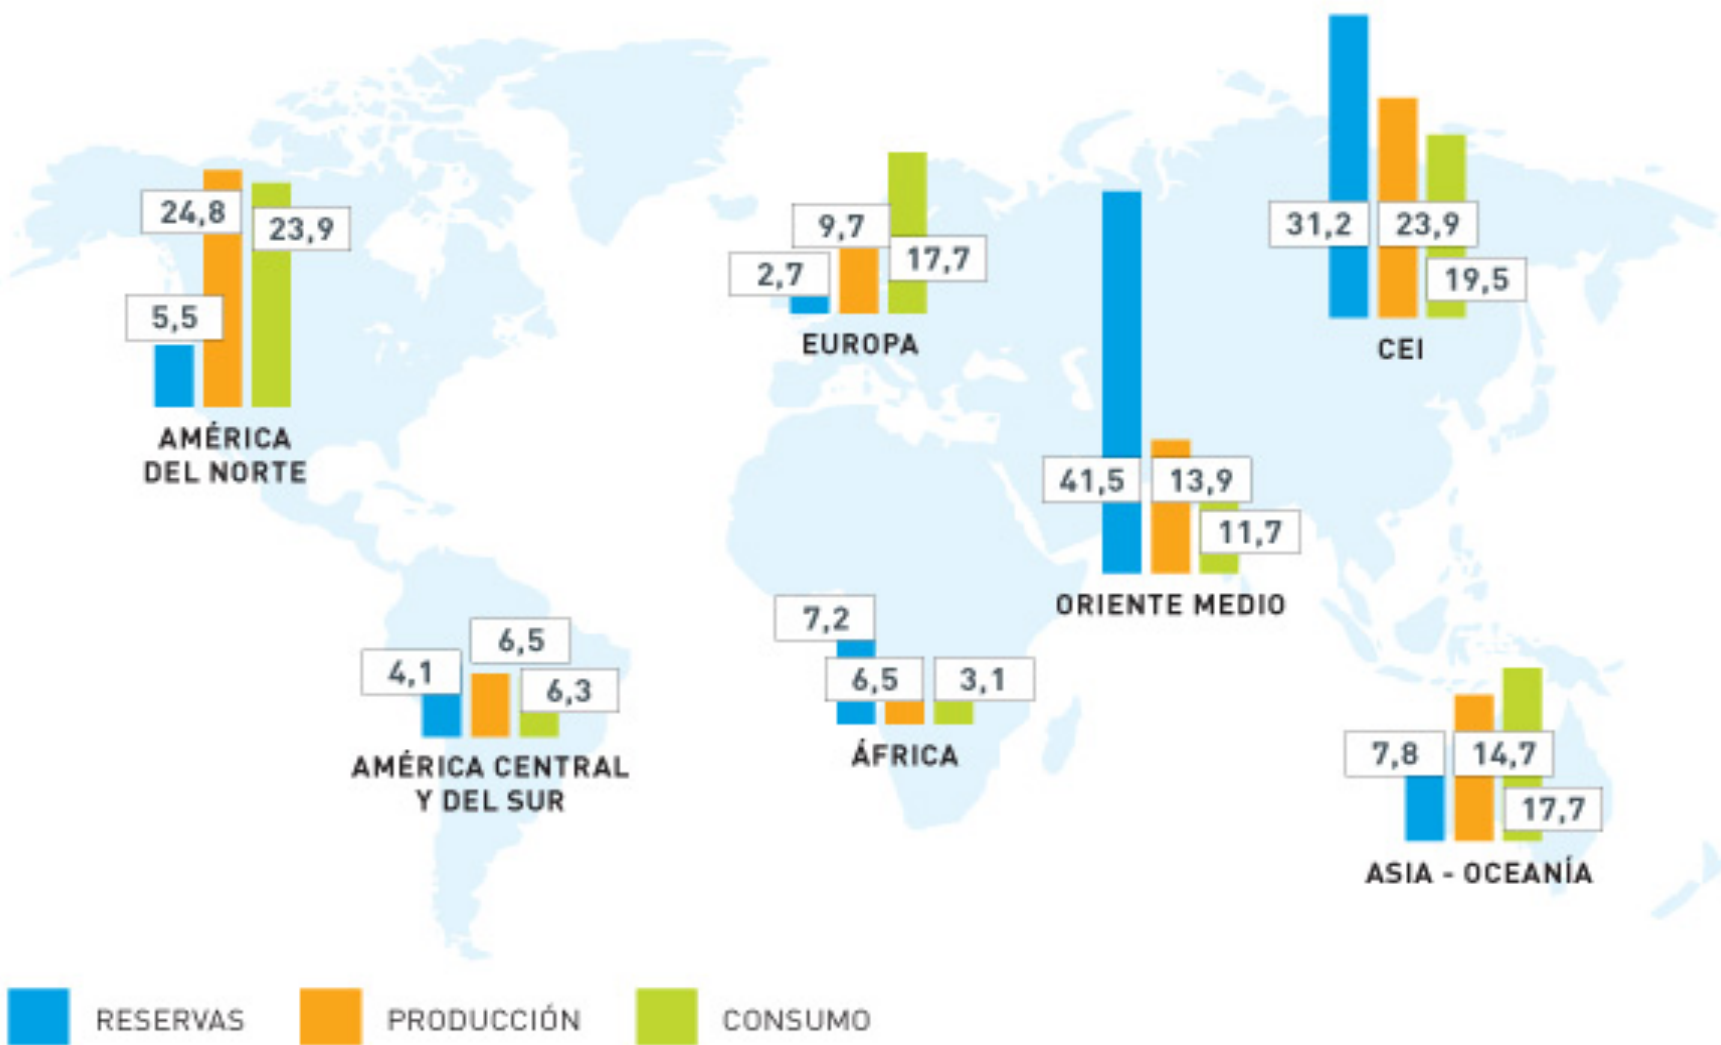 24,8
23,9
5,5
AMÉRICA
DEL NORTE
9,7
2,7
17,7
EUROPA
31,2
23,9
19,5
CEI
41,5
13,9
11,7
ORIENTE MEDIO
6,5
4,1
6,3
AMÉRICA CENTRAL
Y DEL SUR
7,2
6,5
3,1
ÁFRICA
7,8
14,7
17,7
ASIA - OCEANÍA
RESERVAS
PRODUCCIÓN
CONSUMO